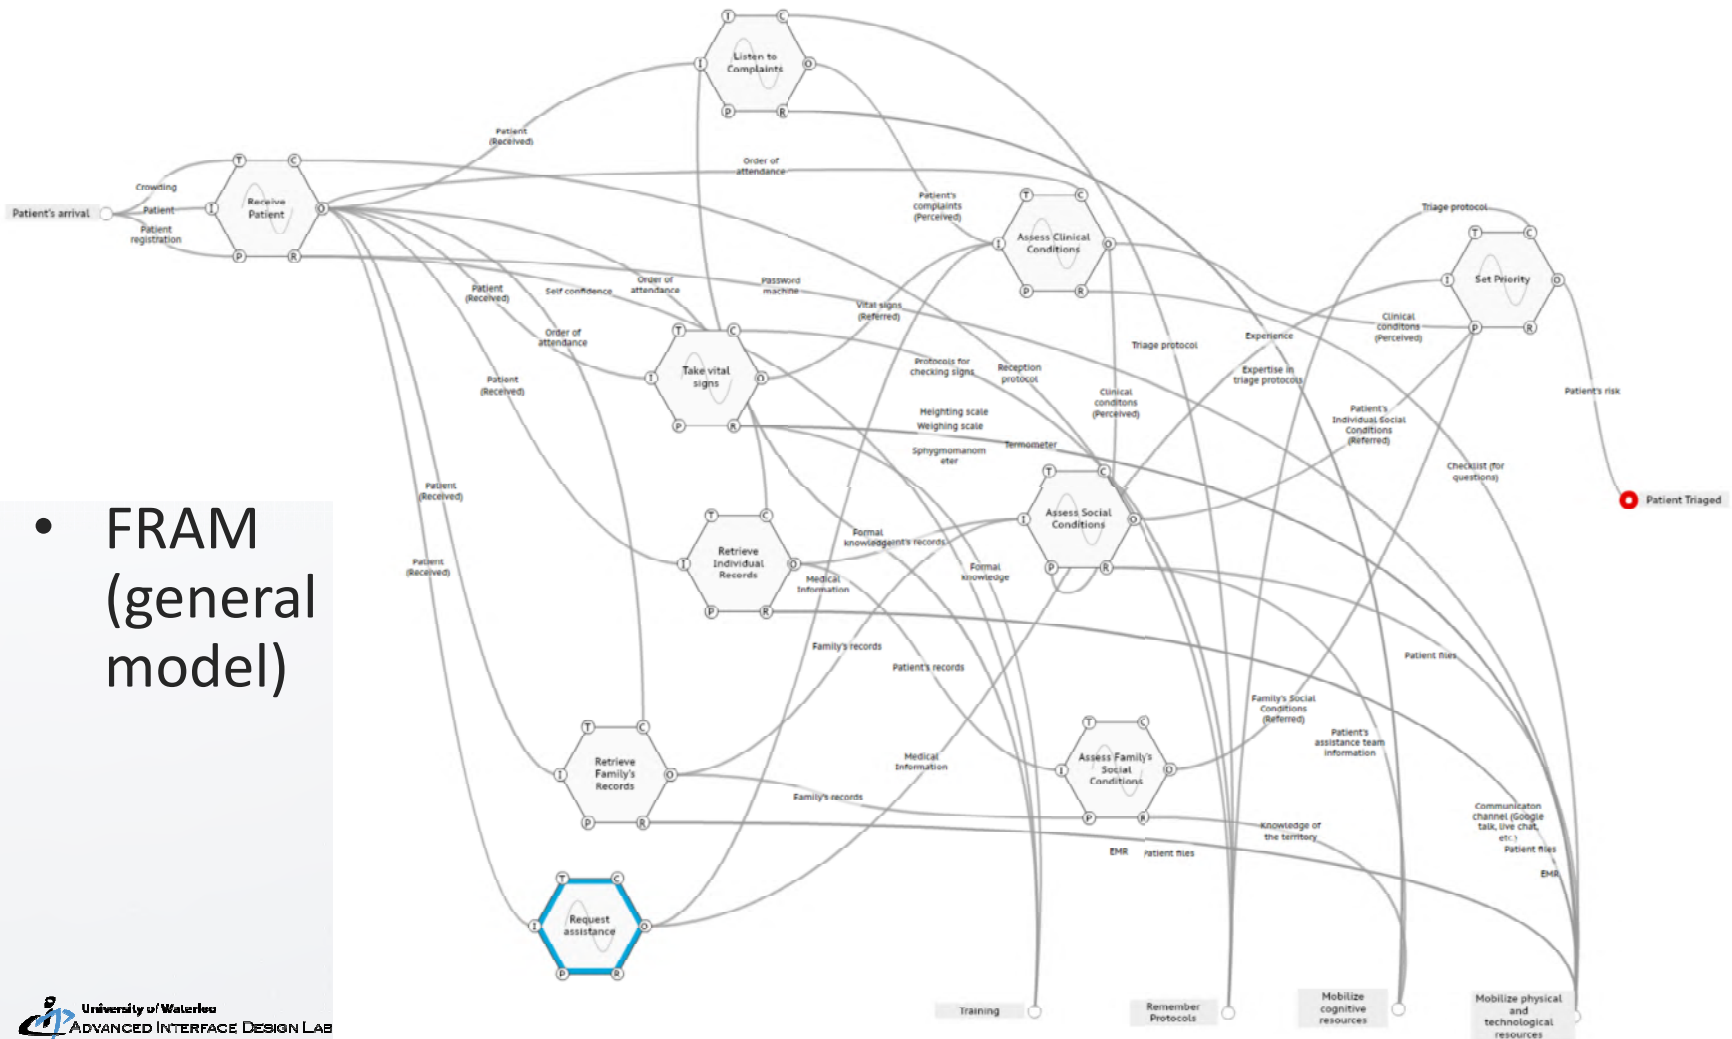 T
C
Listen to
Complaints
I
O
P
R
Patient
(Received)
Order of
attendance
T
C
Crowding
Patient's arrival
Patient
I
Receive
Patient
O
Patient
registration
P
R
Patient's
complaints
(Perceived)
T
C
Assess Clinical
Conditions
I
O
P
R
Triage protocol
T
C
Set Priority
I
O
P
R
Patient
(Received)
Self confidence
Order of
attendance
Password
machine
Vital signs
(Referred)
Order of
attendance
Clinical
conditons
(Perceived)
Triage protocol
Experience
Expertise in
triage protocols
T
C
Take vital
signs
I
O
P
R
Protocols for
checking signs
Reception
protocol
Patient
(Received)
Clinical
conditons
(Perceived)
Patient's risk
Heighting scale
Weighing scale
Sphygmomanom
eter
Termometer
Patient's
Individual Social
Conditions
(Referred)
Checklist (for
questions)
Patient
(Received)
T
C
Assess Social
Conditions
I
O
P
R
Patient Triaged
• FRAM
(general
model)
T
C
Retrieve
Individual
Records
I
O
P
R
Formal
knowledge
ent's records
Medical
Information
Formal
knowledge
Patient
(Received)
Family's records
Patient's records
Patient files
Family's Social
Conditions
(Referred)
Patient's
assistance team
information
T
C
Retrieve
Family's
Records
I
O
P
R
Medical
Information
T
C
Assess Family's
Social
Conditions
I
O
P
R
Family's records
Knowledge of
the territory
EMR
Patient files
Communicaton
channel (Google
talk, live chat,
etc.)
Patient files
EMR
T
C
Request
assistance
I
O
P
R
University of Waterloo
ADVANCED INTERFACE DESIGN LAB
Training
Remember
Protocols
Mobilize
cognitive
resources
Mobilize physical
and
technological
resources